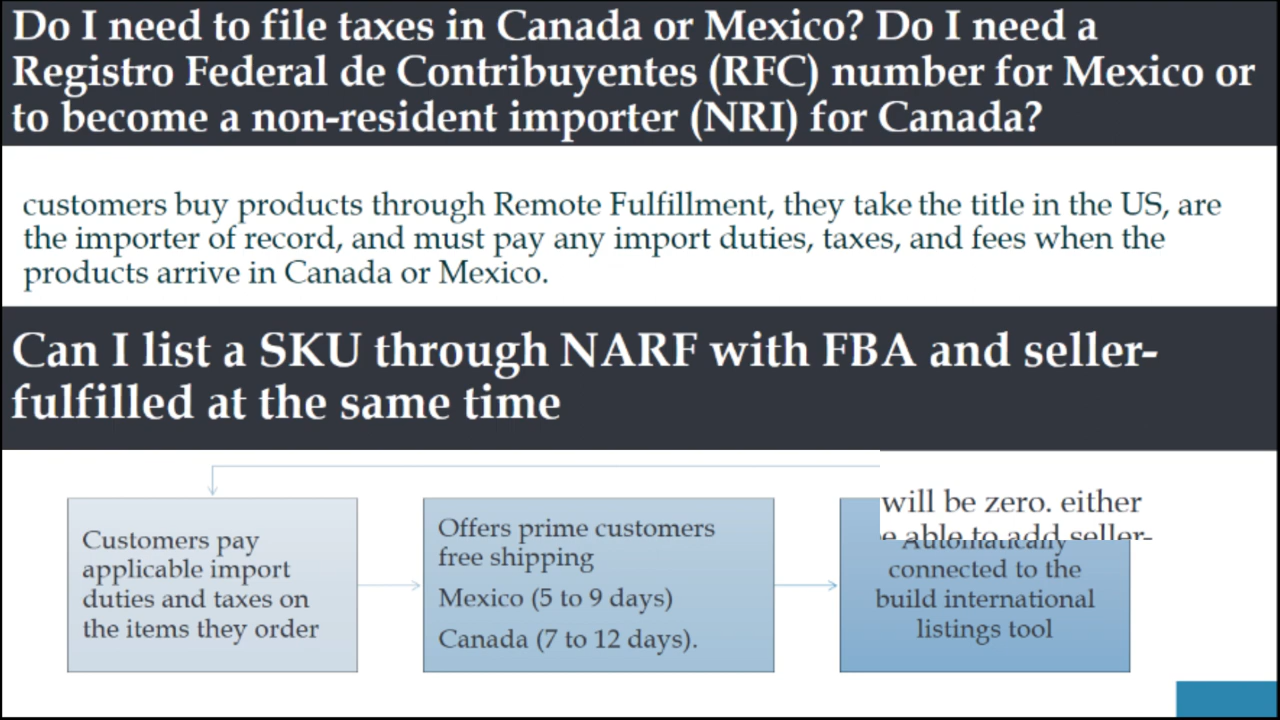 Do I need to file taxes in Canada or Mexico? Do I need a
Registro Federal de Contribuyentes (RFC) number for Mexico or
to become a non-resident importer (NRI) for Canada?
customers buy products through Remote Fulfillment, they take the title in the US, are
the importer of record, and must pay any import duties, taxes, and fees when the
products arrive in Canada or Mexico.
Can I list a SKU through NARF with FBA and seller-
fulfilled at the same time
will be zero. either
able to add seller-
Customers pay
applicable import
duties and taxes on
the items they order
Offers prime customers
free shipping
Mexico (5 to 9 days)
Canada (7 to 12 days).
Automatically
connected to the
build international
listings tool